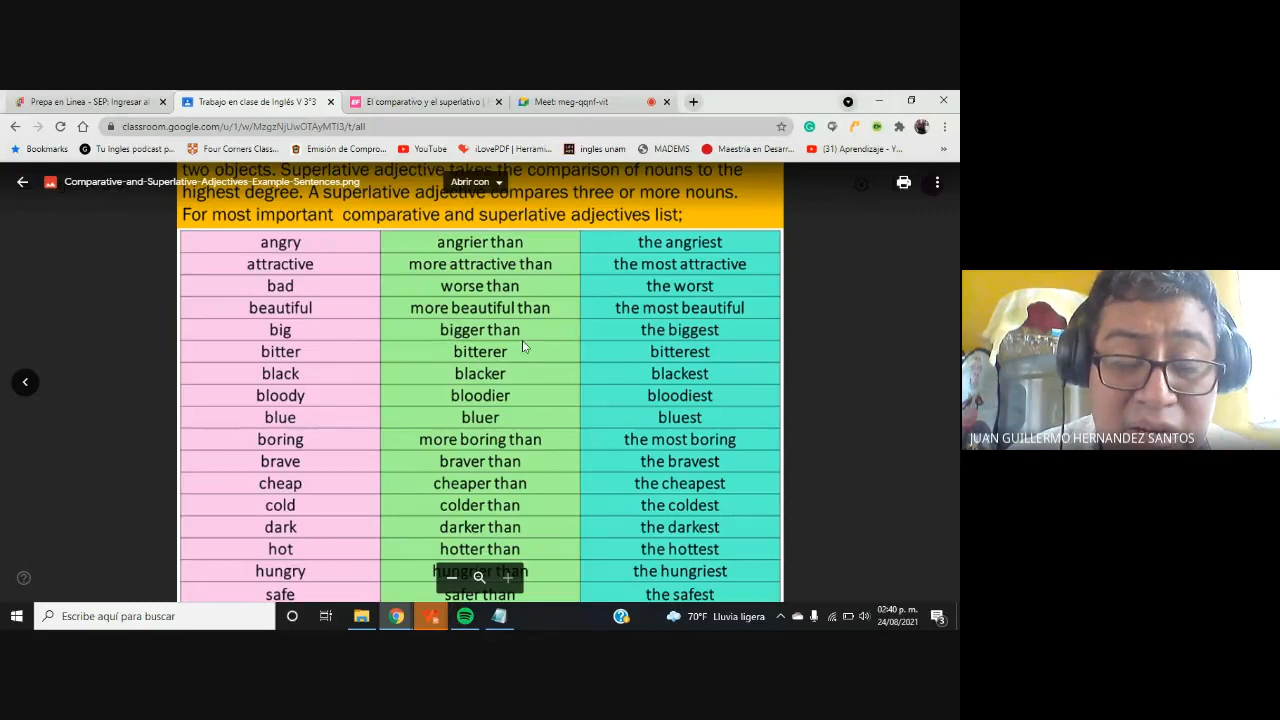 Prepa en Linea - SEP: Ingresar al
Trabajo en clase de Inglés V 3°3
El comparativo y el superlativo |
Meet: meg-qqnf-vit
classroom.google.com/u/1/w/MzgzNjUwOTAyMTI3/t/all
Bookmarks
Tu Ingles podcast p...
Four Corners Class...
Emisión de Compro...
YouTube
iLovePDF | Herrami...
ingles unam
MADEMS
Maestría en Desarr...
(31) Aprendizaje - Y...
two objects. Superlative adjective takes the comparison of nouns to the
Comparative-and-Superlative-Adjectives-Example-Sentences.png
Abrir con
highest degree. A superlative adjective compares three or more nouns.
For most important comparative and superlative adjectives list;
angry angrier than the angriest
attractive more attractive than the most attractive
bad worse than the worst
beautiful more beautiful than the most beautiful
big bigger than the biggest
bitter bitterer bitterest
black blacker blackest
bloody bloodier bloodiest
blue bluer bluest
boring more boring than the most boring
brave braver than the bravest
cheap cheaper than the cheapest
cold colder than the coldest
dark darker than the darkest
hot hotter than the hottest
hungry hungrier than the hungriest
safe safer than the safest
JUAN GUILLERMO HERNANDEZ SANTOS
Escribe aquí para buscar
70°F Lluvia ligera
02:40 p. m.
24/08/2021
3